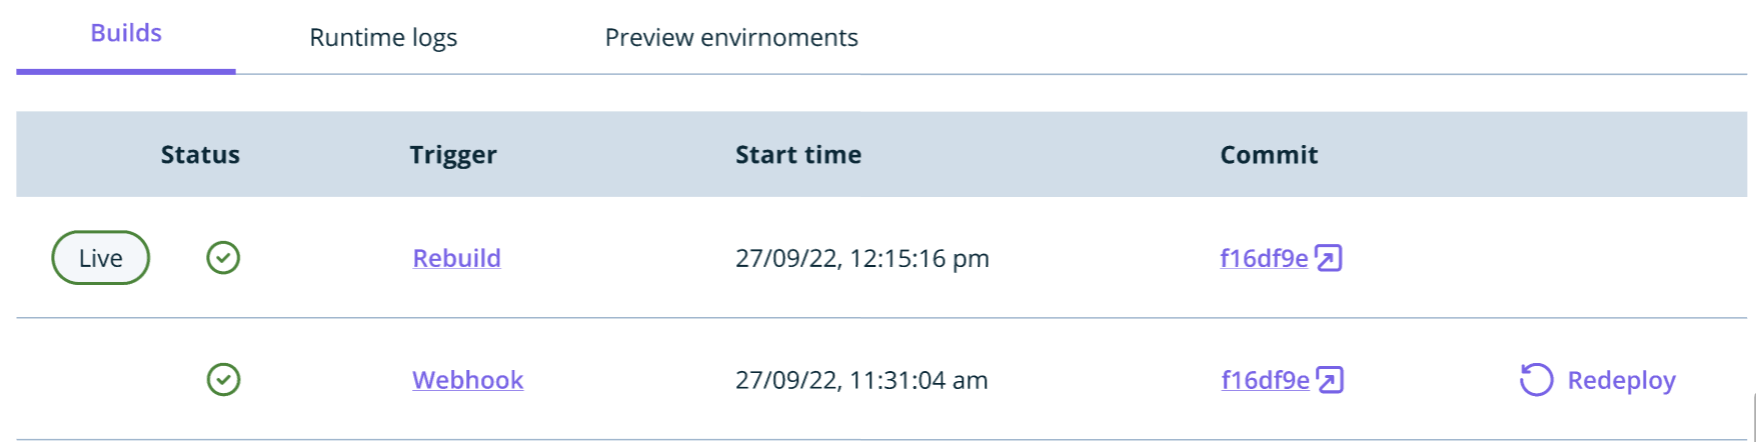 Builds Runtime logs Preview envirnoments
Status Trigger Start time Commit
Live Rebuild 27/09/22, 12:15:16 pm f16df9e
Webhook 27/09/22, 11:31:04 am f16df9e Redeploy